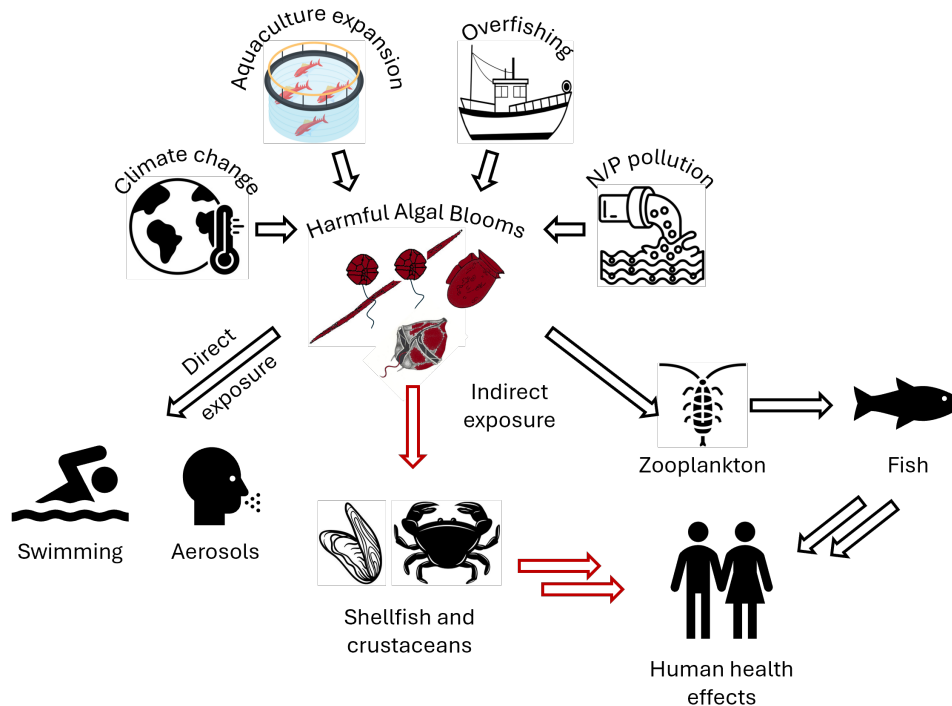 Aquaculture expansion
Overfishing
Climate change
N/P pollution
Harmful Algal Blooms
Direct
exposure
Indirect
exposure
Zooplankton
Fish
Swimming
Aerosols
Shellfish and
crustaceans
Human health
effects